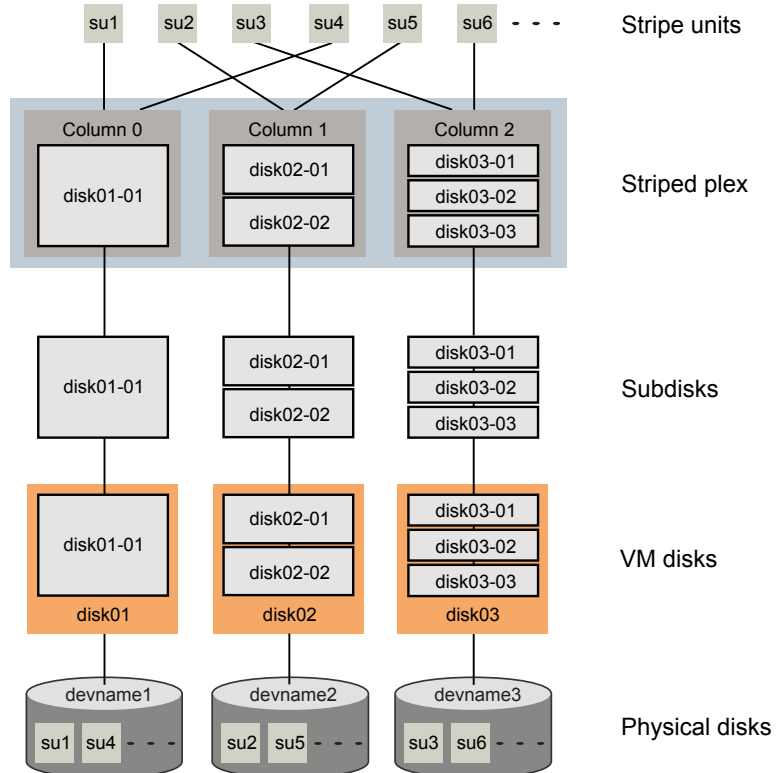 su1 su2 su3 su4 su5 su6 - - - - Stripe units
Column 0 Column 1 Column 2
disk01-01
disk02-01
disk02-02
disk03-01
disk03-02
disk03-03
Striped plex
disk01-01
disk02-01
disk02-02
disk03-01
disk03-02
disk03-03
Subdisks
disk01-01
disk02-01
disk02-02
disk03-01
disk03-02
disk03-03
VM disks
disk01 disk02 disk03
devname1 devname2 devname3
su1 su4 - - - - su2 su5 - - - - su3 su6 - - - -
Physical disks